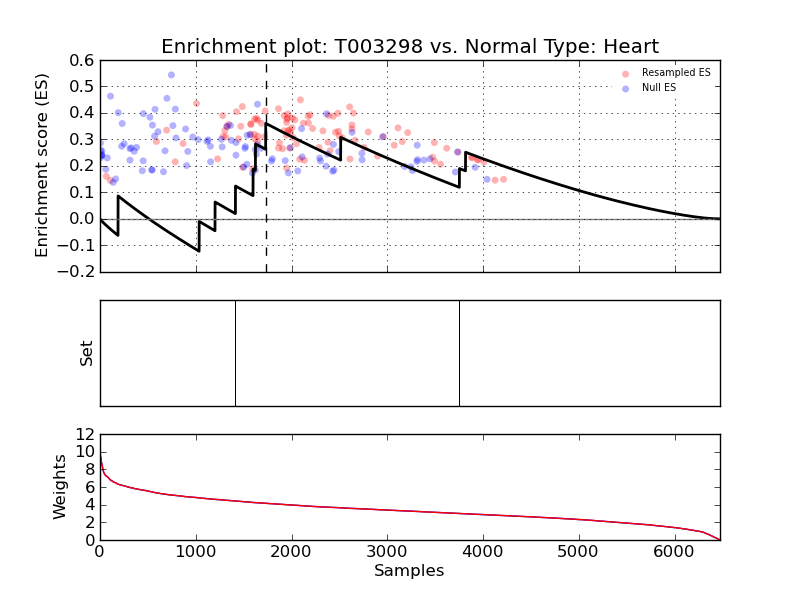 Enrichment plot: T003298 vs. Normal Type: Heart
Enrichment score (ES)
0.6
0.5
0.4
0.3
0.2
0.1
0.0
−0.1
−0.2
Resampled ES
Null ES
Set
Weights
12
10
8
6
4
2
0
0 1000 2000 3000 4000 5000 6000
Samples